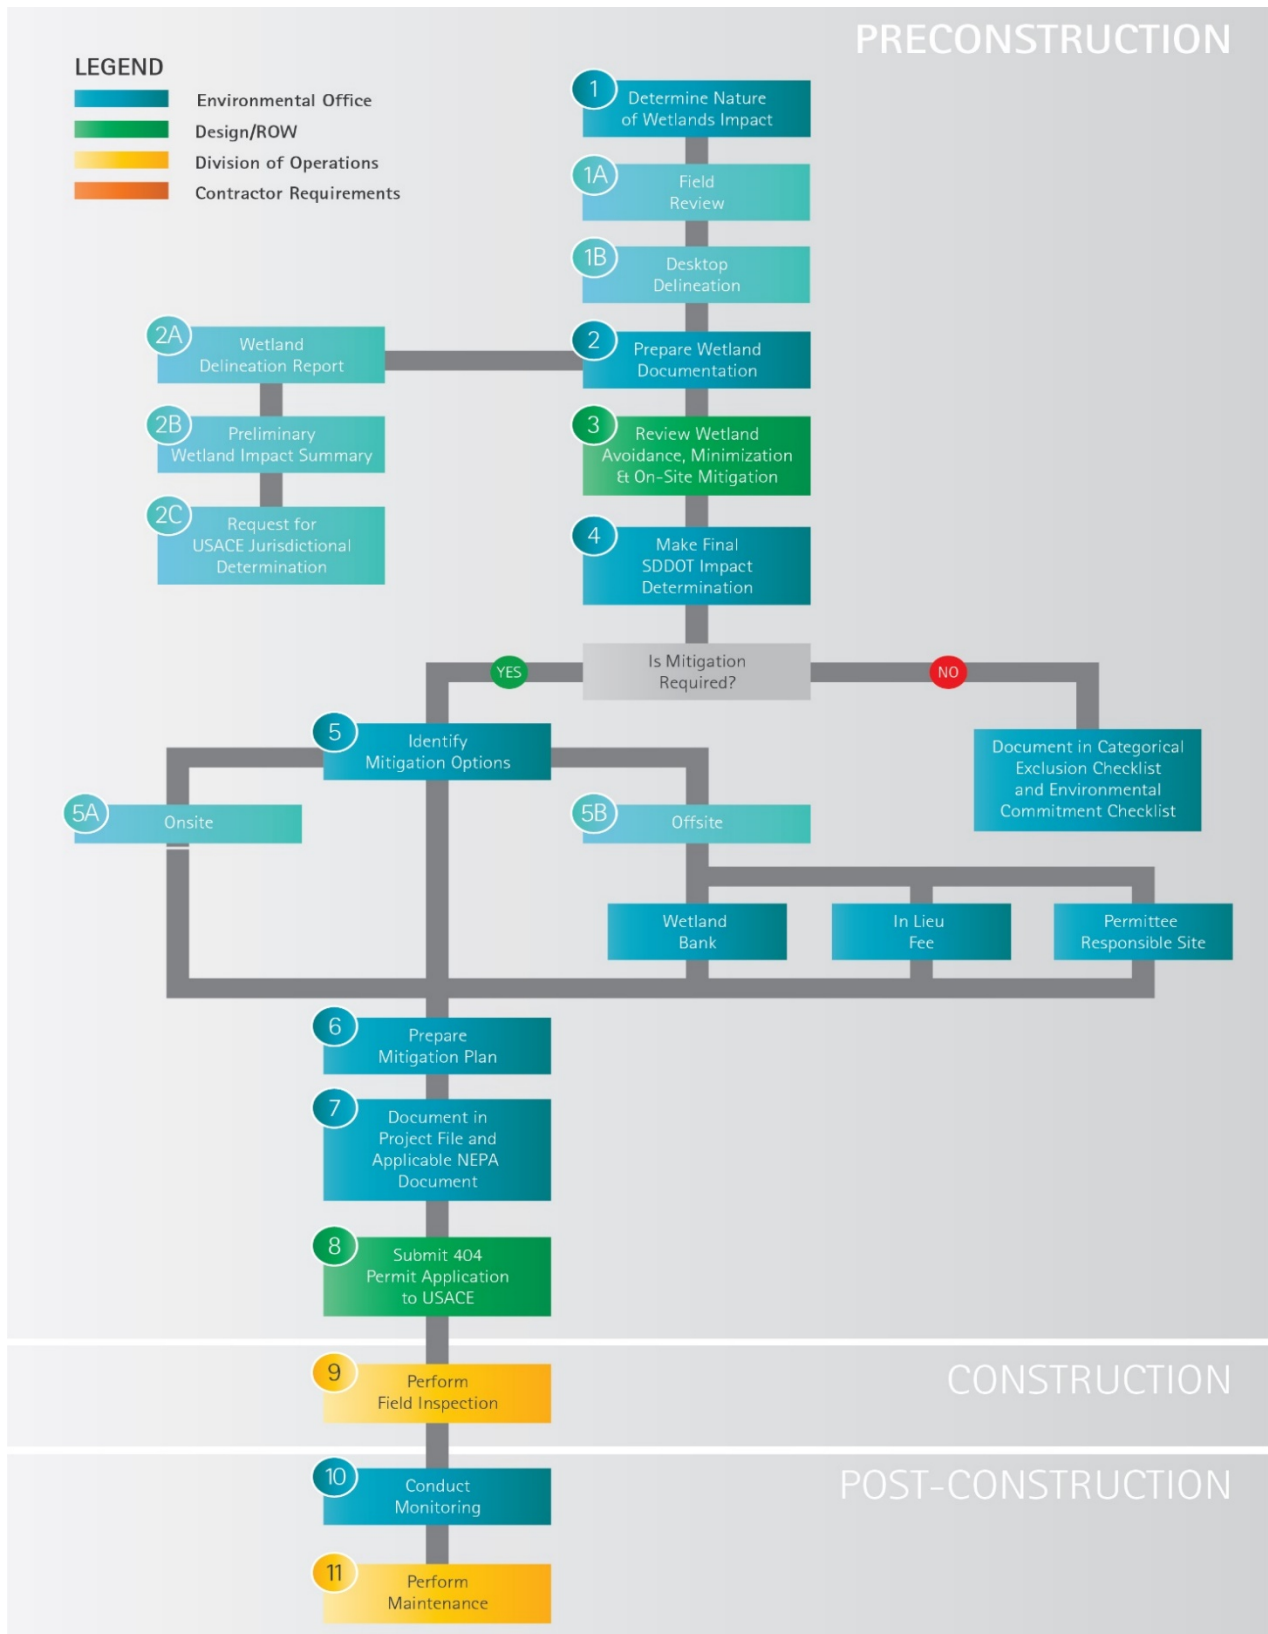 PRECONSTRUCTION
LEGEND
Environmental Office
Design/ROW
Division of Operations
Contractor Requirements
1
Determine Nature
of Wetlands Impact
1A
Field
Review
1B
Desktop
Delineation
2
Prepare Wetland
Documentation
2A
Wetland
Delineation Report
2B
Preliminary
Wetland Impact Summary
2C
Request for
USACE Jurisdictional
Determination
3
Review Wetland
Avoidance, Minimization
& On-Site Mitigation
4
Make Final
SDDOT Impact
Determination
Is Mitigation
Required?
YES
NO
5
Identify
Mitigation Options
Document in Categorical
Exclusion Checklist
and Environmental
Commitment Checklist
5A
Onsite
5B
Offsite
Wetland
Bank
In Lieu
Fee
Permittee
Responsible Site
6
Prepare
Mitigation Plan
7
Document in
Project File and
Applicable NEPA
Document
8
Submit 404
Permit Application
to USACE
CONSTRUCTION
9
Perform
Field Inspection
POST-CONSTRUCTION
10
Conduct
Monitoring
11
Perform
Maintenance